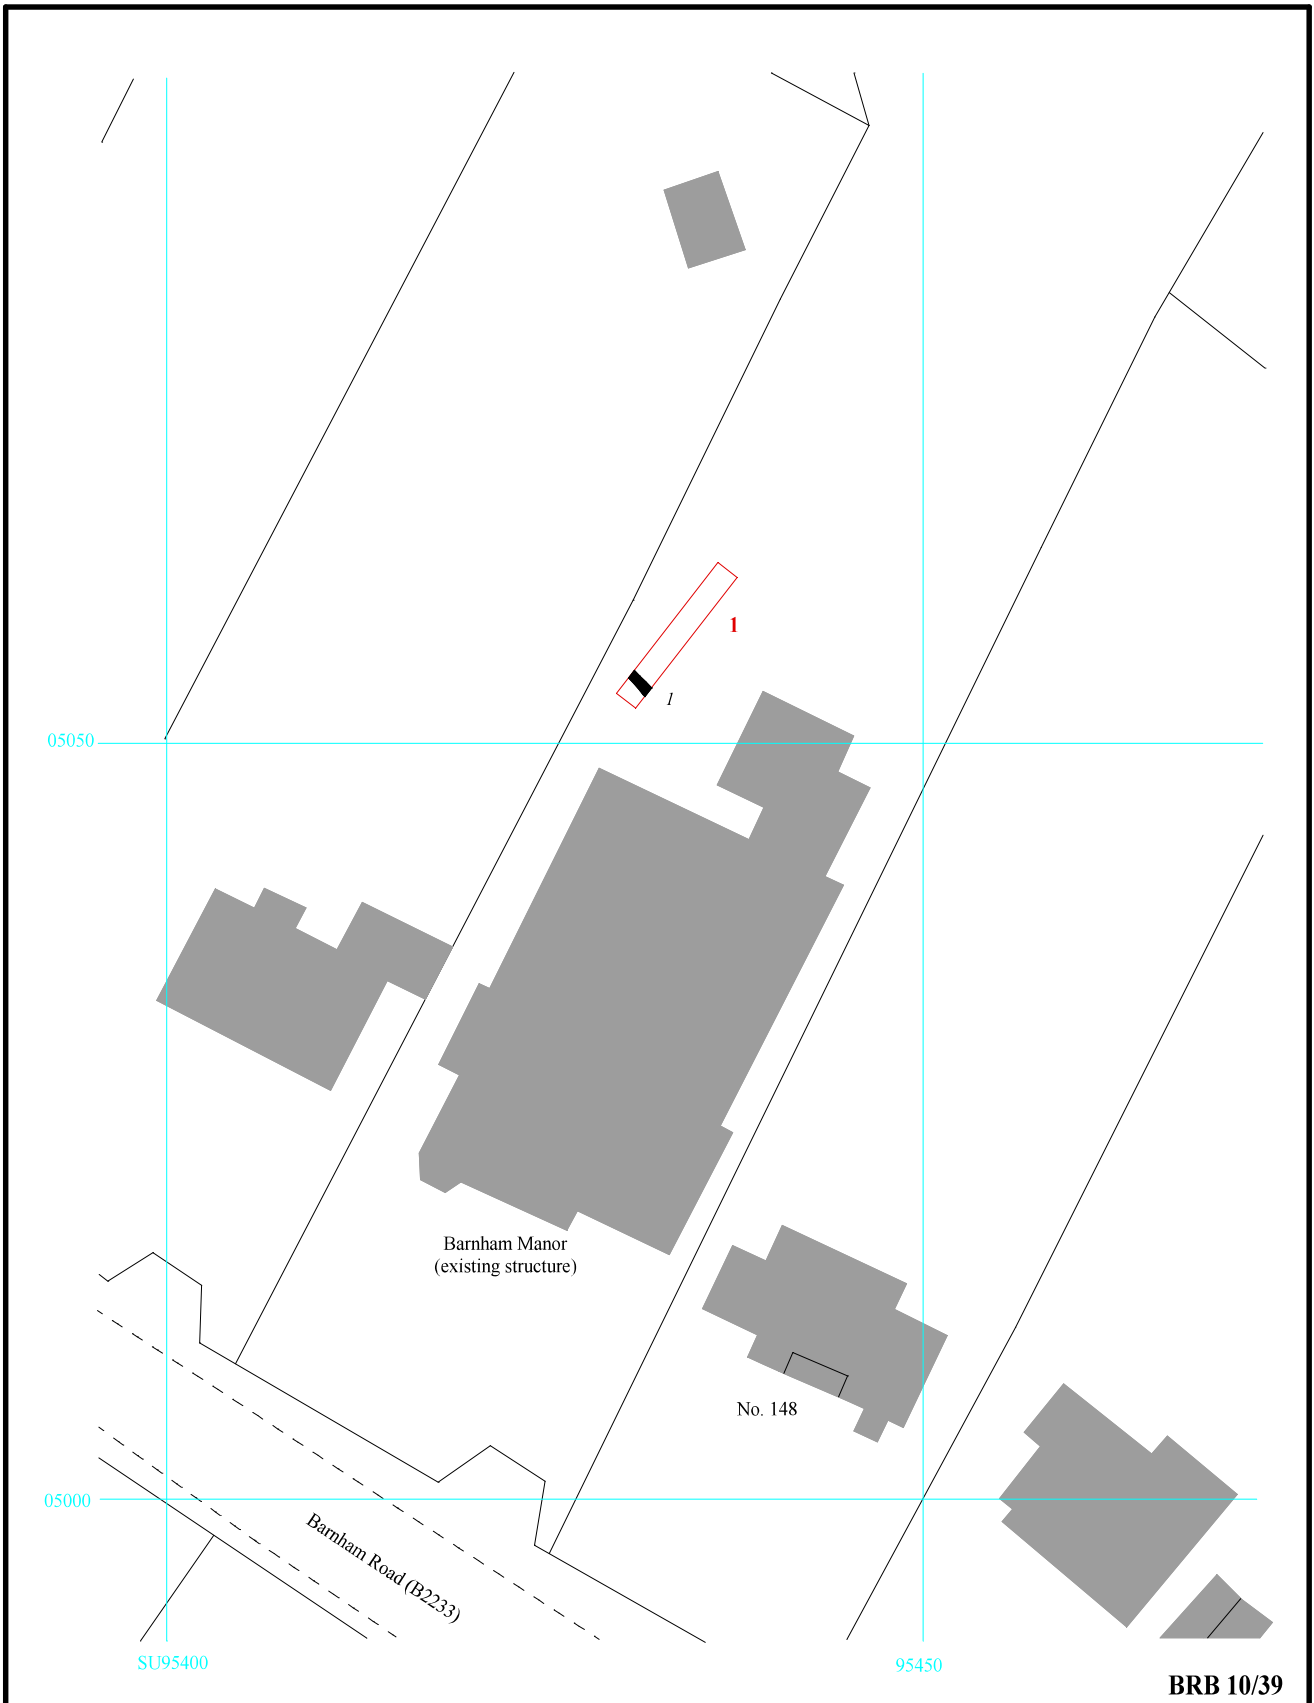 1
1
05050
Barnham Manor
(existing structure)
No. 148
05000
Barnham Road (B2233)
SU95400
95450
BRB 10/39